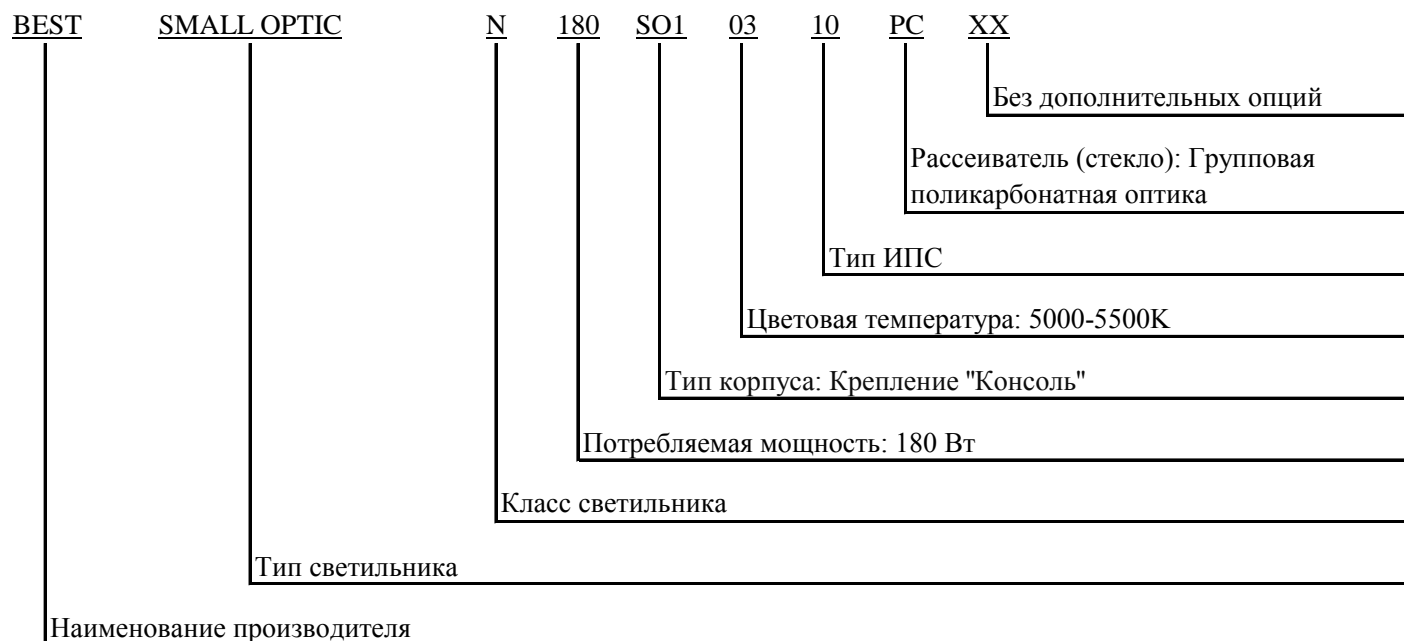 BEST SMALL OPTIC N 180 SO1 03 10 PC XX
Без дополнительных опций
Рассеиватель (стекло): Групповая
поликарбонатная оптика
Тип ИПС
Цветовая температура: 5000-5500K
Тип корпуса: Крепление "Консоль"
Потребляемая мощность: 180 Вт
Класс светильника
Тип светильника
Наименование производителя